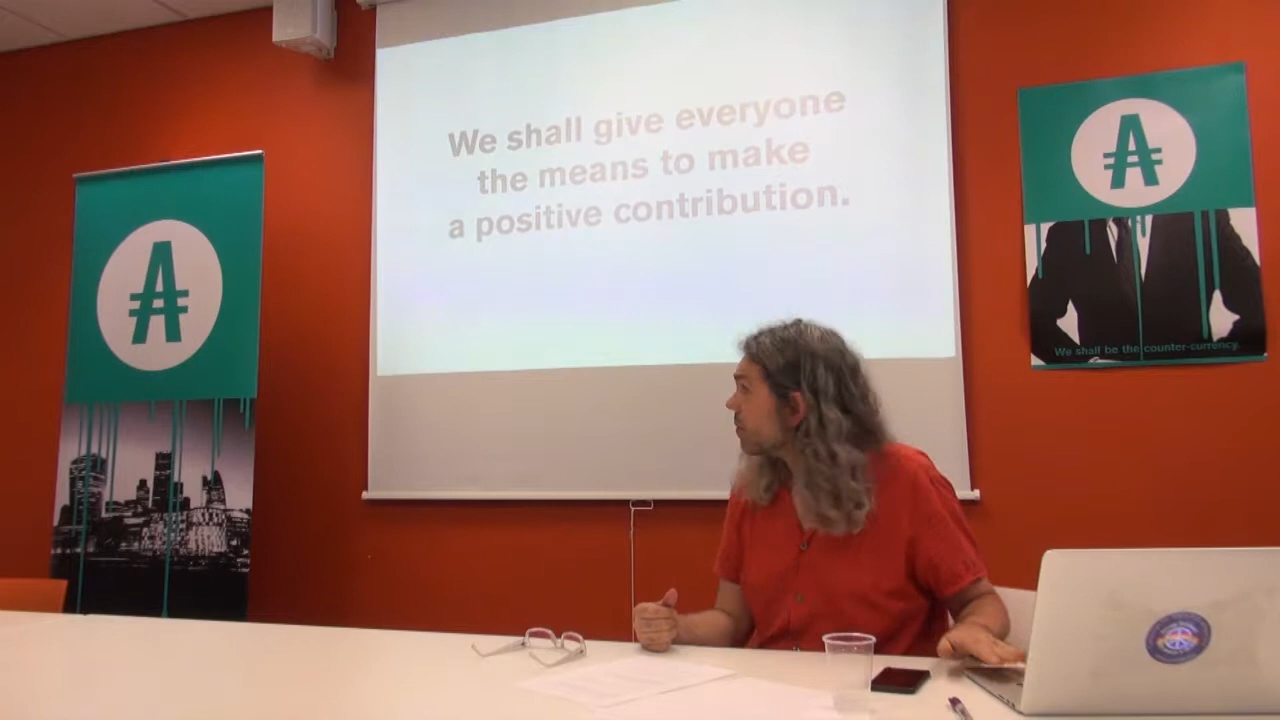 We shall give everyone
the means to make
a positive contribution.
A
A
We shall be the counter-currency.